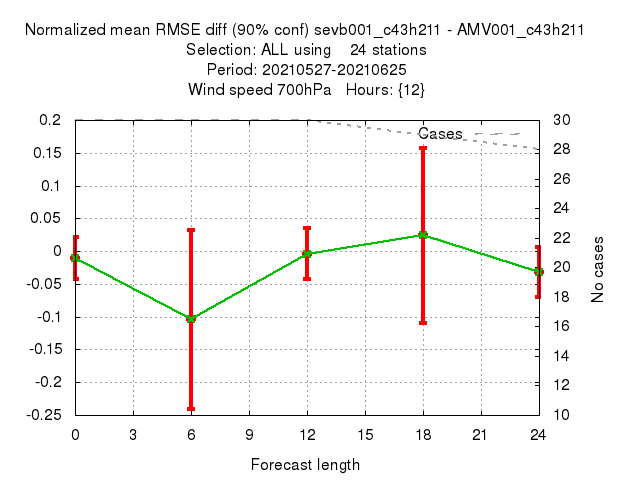 Normalized mean RMSE diff (90% conf) sevb001_c43h211 - AMV001_c43h211
Selection: ALL using 24 stations
Period: 20210527-20210625
Wind speed 700hPa Hours: {12}
Cases
0.2
0.15
0.1
0.05
0
-0.05
-0.1
-0.15
-0.2
-0.25
30
28
26
24
22
20
18
16
14
12
10
No cases
0 3 6 9 12 15 18 21 24
Forecast length